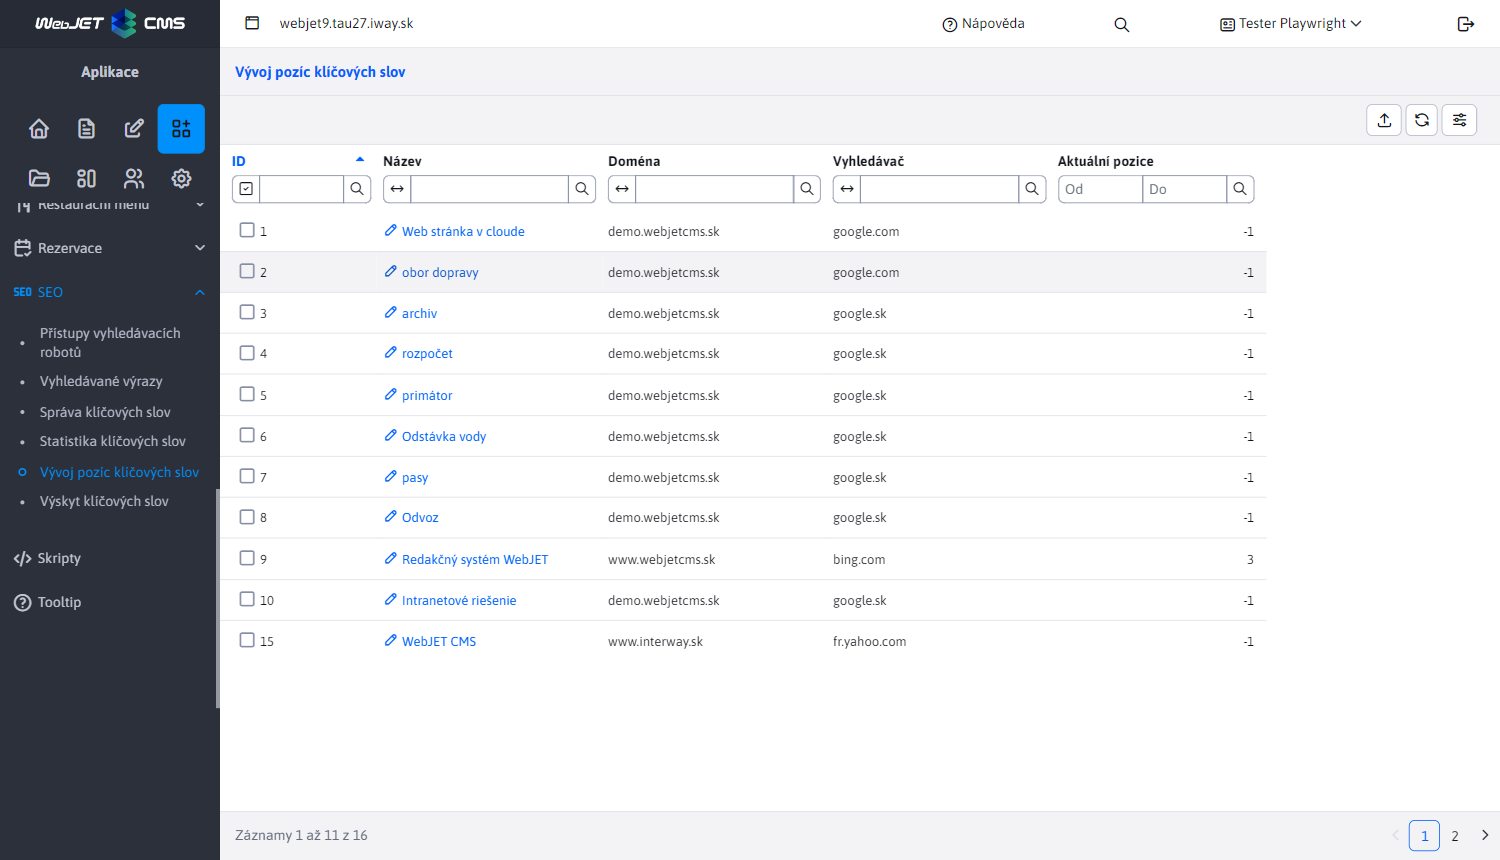 WebJET CMS
webjet9.tau27.iway.sk
Nápověda
Tester Playwright
Aplikace
Restaurační menu
Rezervace
SEO SEO
Přístupy vyhledávacích
robotů
Vyhledávané výrazy
Správa klíčových slov
Statistika klíčových slov
Vývoj pozic klíčových slov
Výskyt klíčových slov
Skripty
Tooltip
Vývoj pozíc klíčových slov
ID Název Doména Vyhledávač Aktuální pozice
Od Do
1 Web stránka v cloude demo.webjetcms.sk google.com -1
2 obor dopravy demo.webjetcms.sk google.com -1
3 archiv demo.webjetcms.sk google.sk -1
4 rozpočet demo.webjetcms.sk google.sk -1
5 primátor demo.webjetcms.sk google.sk -1
6 Odstávka vody demo.webjetcms.sk google.sk -1
7 pasy demo.webjetcms.sk google.sk -1
8 Odvoz demo.webjetcms.sk google.sk -1
9 Redakčný systém WebJET www.webjetcms.sk bing.com 3
10 Intranetové riešenie demo.webjetcms.sk google.sk -1
15 WebJET CMS www.interway.sk fr.yahoo.com -1
Záznamy 1 až 11 z 16
1 2